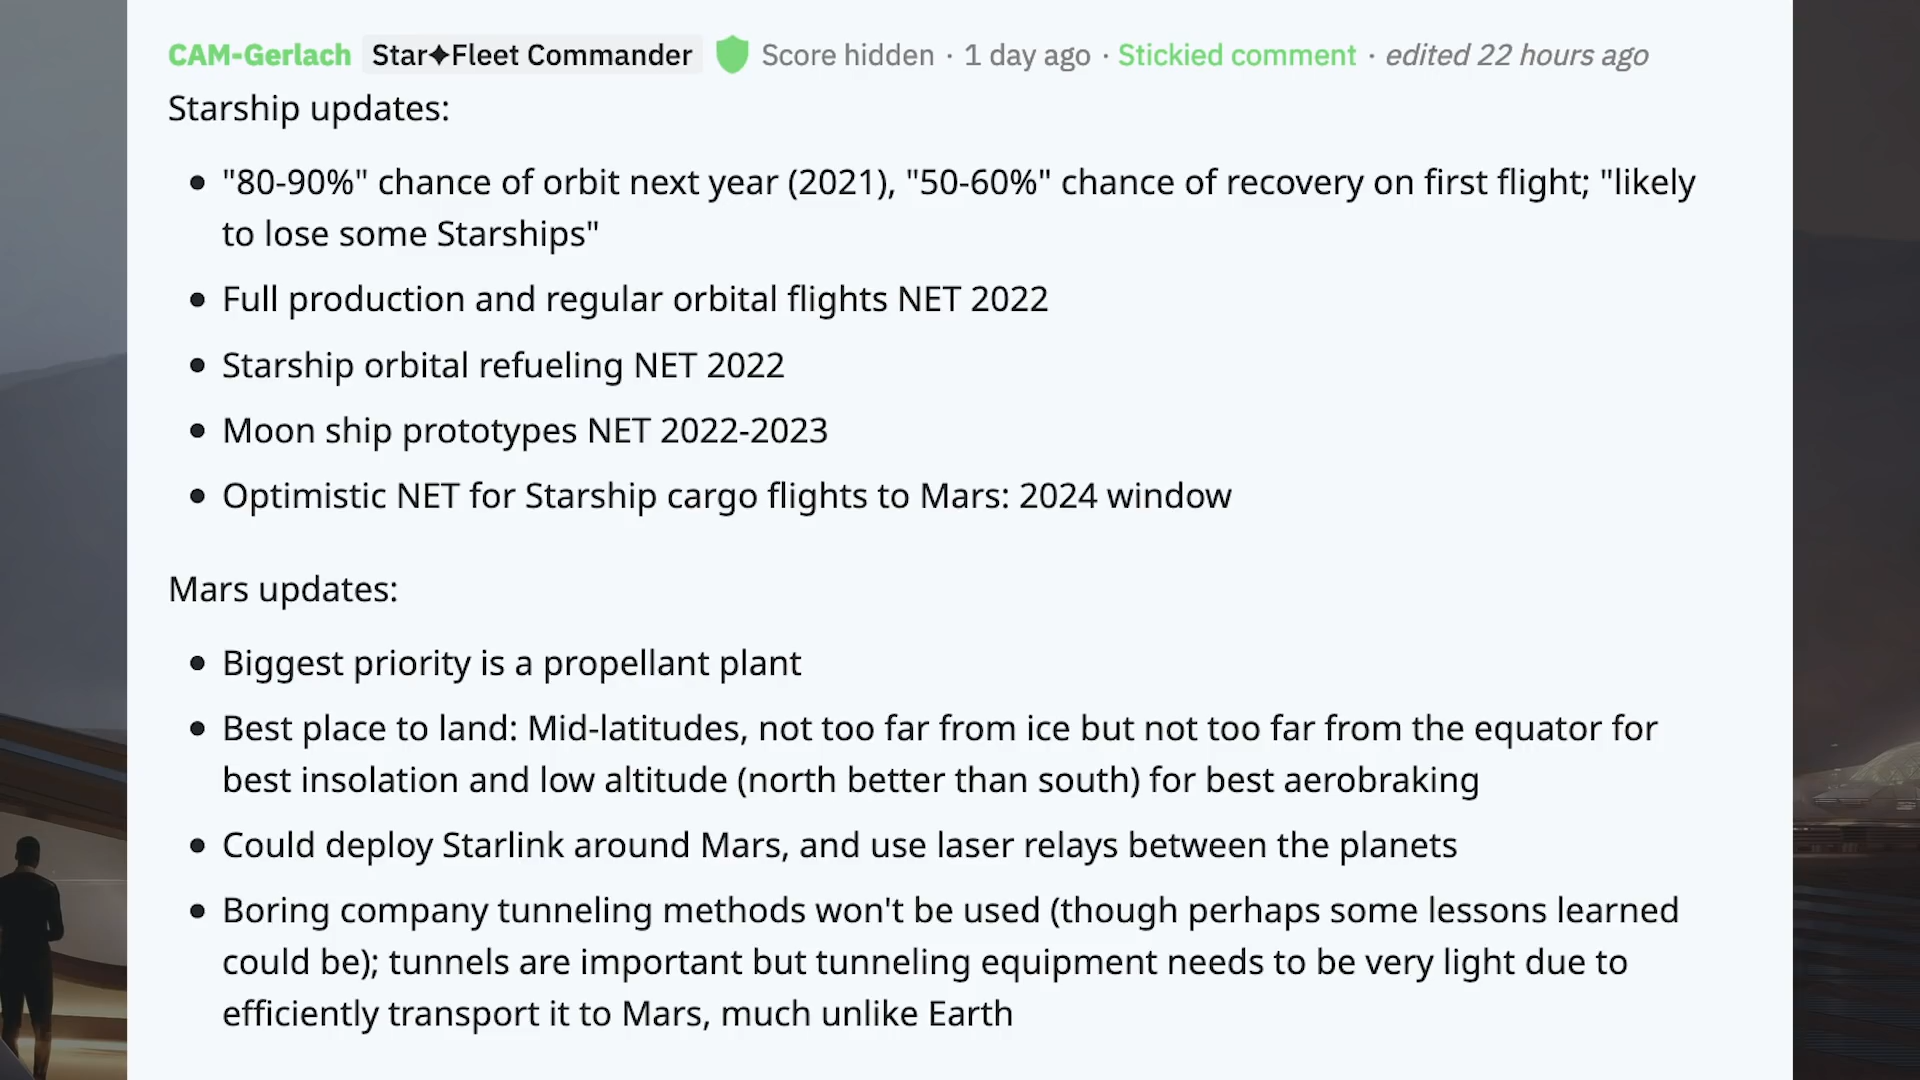 CAM-Gerlach Star✦Fleet Commander Score hidden · 1 day ago · Stickied comment · edited 22 hours ago
Starship updates:
• "80-90%" chance of orbit next year (2021), "50-60%" chance of recovery on first flight; "likely
to lose some Starships"
• Full production and regular orbital flights NET 2022
• Starship orbital refueling NET 2022
• Moon ship prototypes NET 2022-2023
• Optimistic NET for Starship cargo flights to Mars: 2024 window
Mars updates:
• Biggest priority is a propellant plant
• Best place to land: Mid-latitudes, not too far from ice but not too far from the equator for
best insolation and low altitude (north better than south) for best aerobraking
• Could deploy Starlink around Mars, and use laser relays between the planets
• Boring company tunneling methods won't be used (though perhaps some lessons learned
could be); tunnels are important but tunneling equipment needs to be very light due to
efficiently transport it to Mars, much unlike Earth